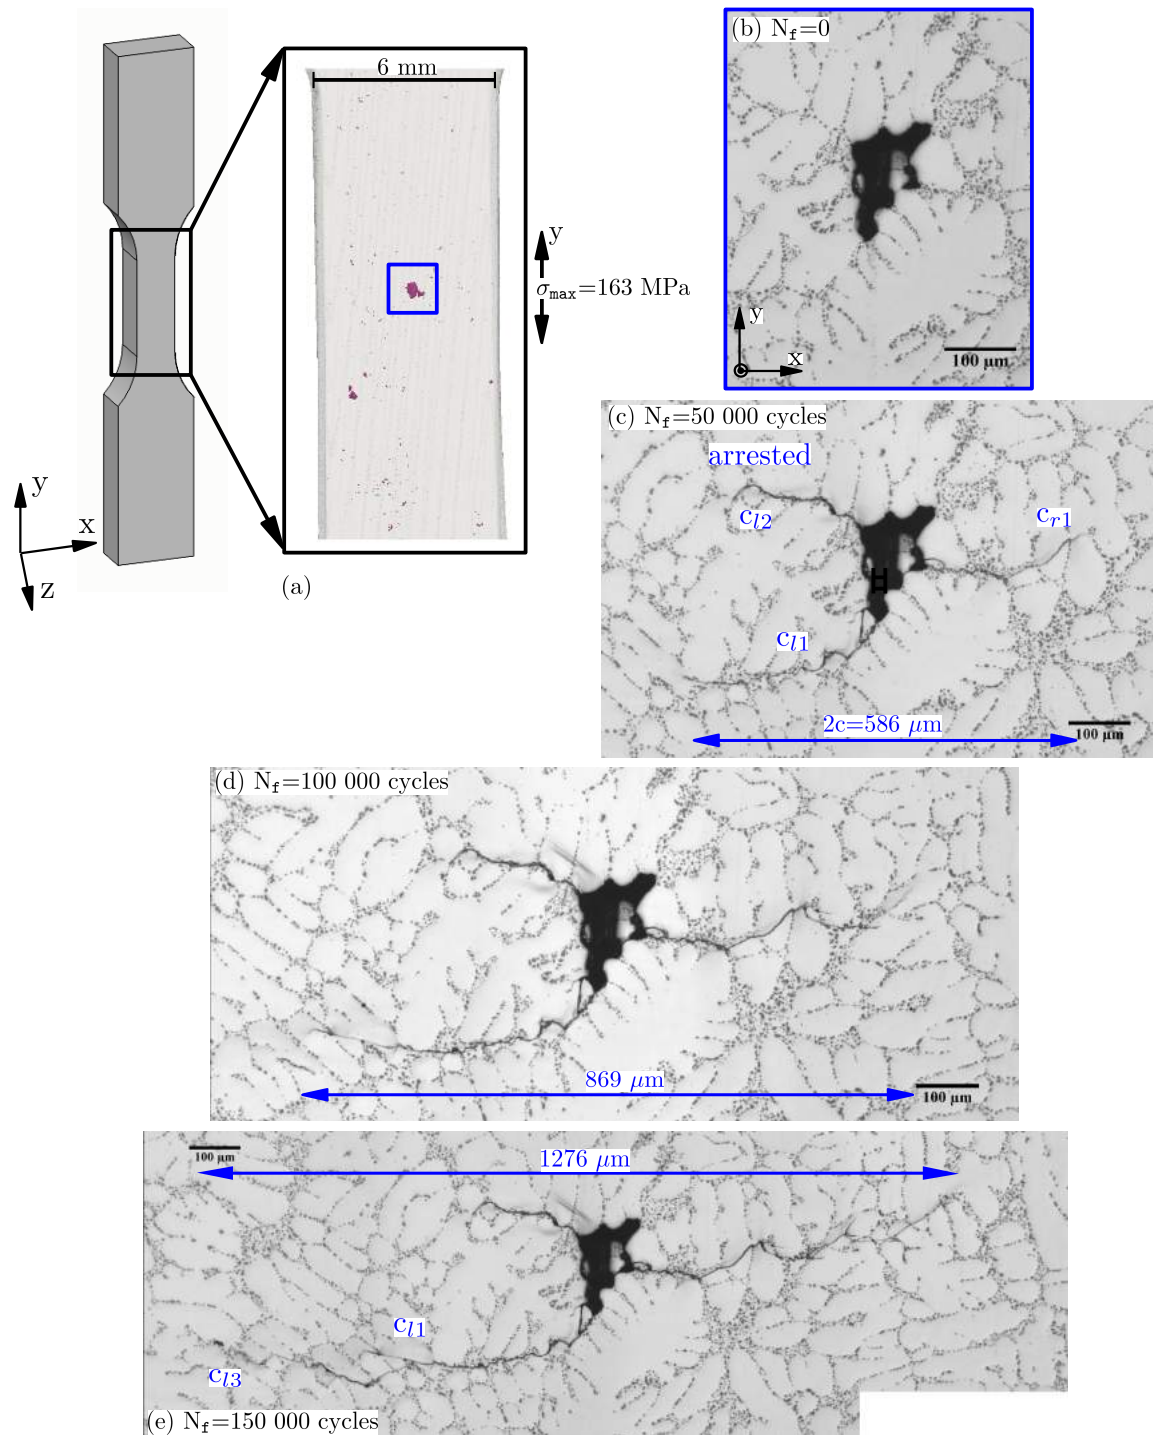 6 mm
y
σmax=163 MPa
y
x
z
(a)
(b) Nf=0
y
x
100 µm
(c) Nf=50 000 cycles
arrested
cl2
cr1
cl1
2c=586 µm
100 µm
(d) Nf=100 000 cycles
869 µm
100 µm
100 µm
1276 µm
cl1
cl3
(e) Nf=150 000 cycles